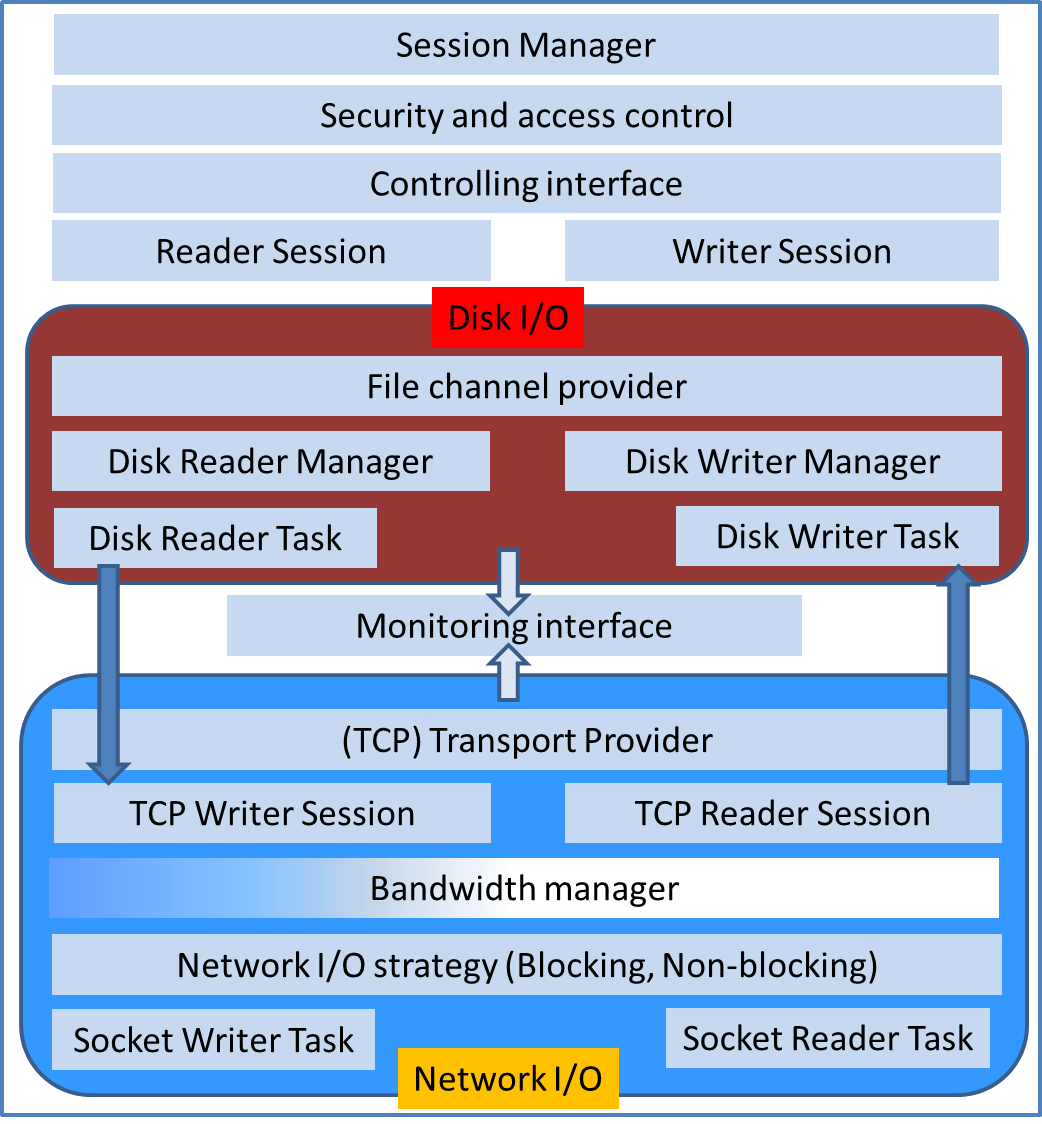 Session Manager
Security and access control
Controlling interface
Reader Session
Writer Session
Disk I/O
File channel provider
Disk Reader Manager
Disk Writer Manager
Disk Reader Task
Disk Writer Task
Monitoring interface
(TCP) Transport Provider
TCP Writer Session
TCP Reader Session
Bandwidth manager
Network I/O strategy (Blocking, Non-blocking)
Socket Writer Task
Socket Reader Task
Network I/O